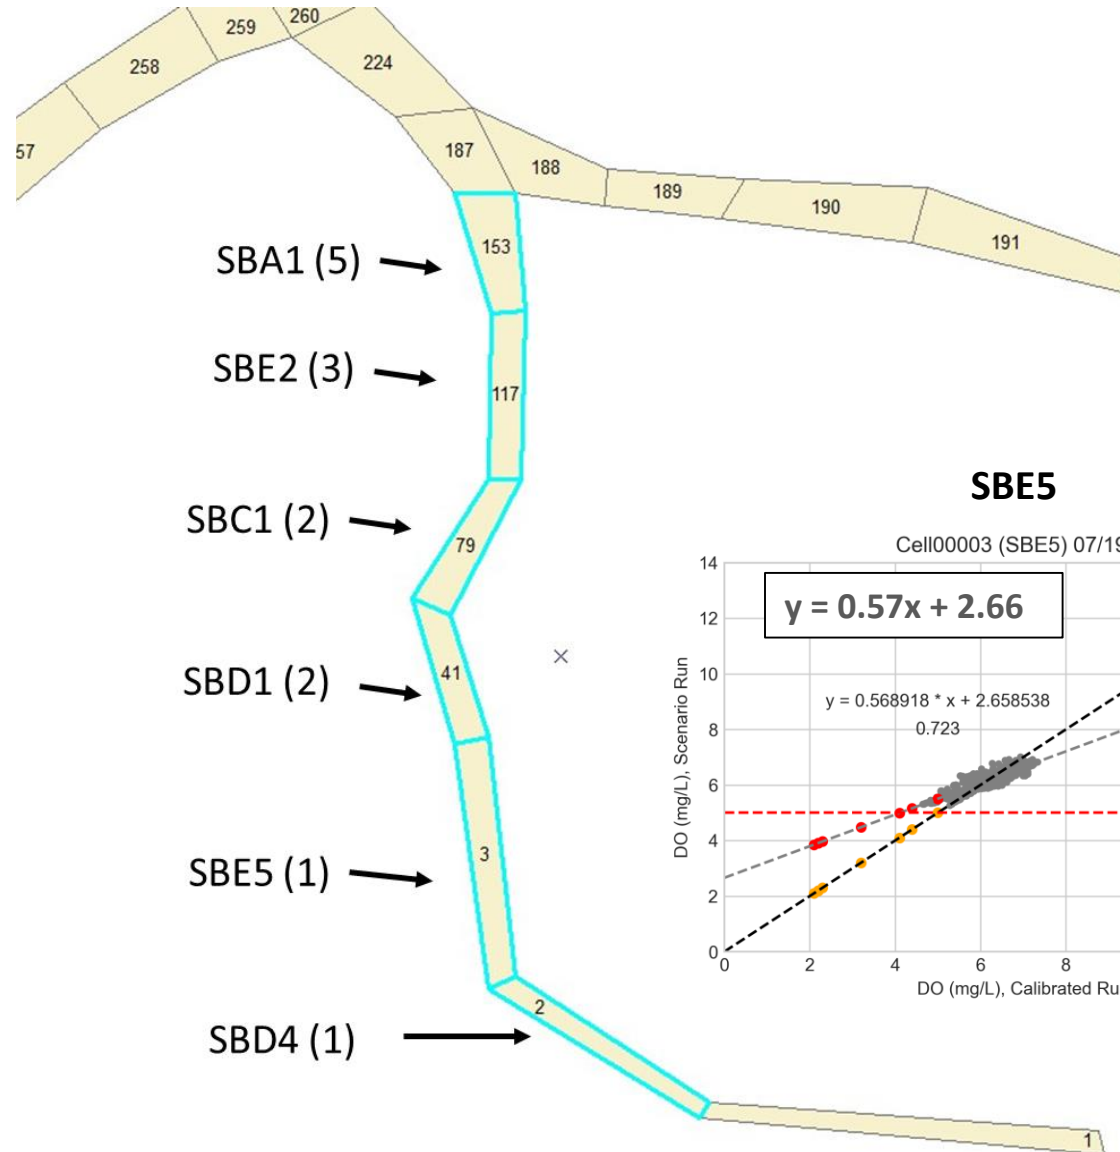 260
259
224
258
57
187
188
189
190
191
153
SBA1 (5)
SBE2 (3)
117
SBC1 (2)
79
SBD1 (2)
41
SBE5 (1)
3
2
SBD4 (1)
1
SBE5
Cell00003 (SBE5) 07/19
y = 0.57x + 2.66
y = 0.568918 * x + 2.658538
0.723
DO (mg/L), Scenario Run
14
12
10
8
6
4
2
0
0 2 4 6 8
DO (mg/L), Calibrated Ru